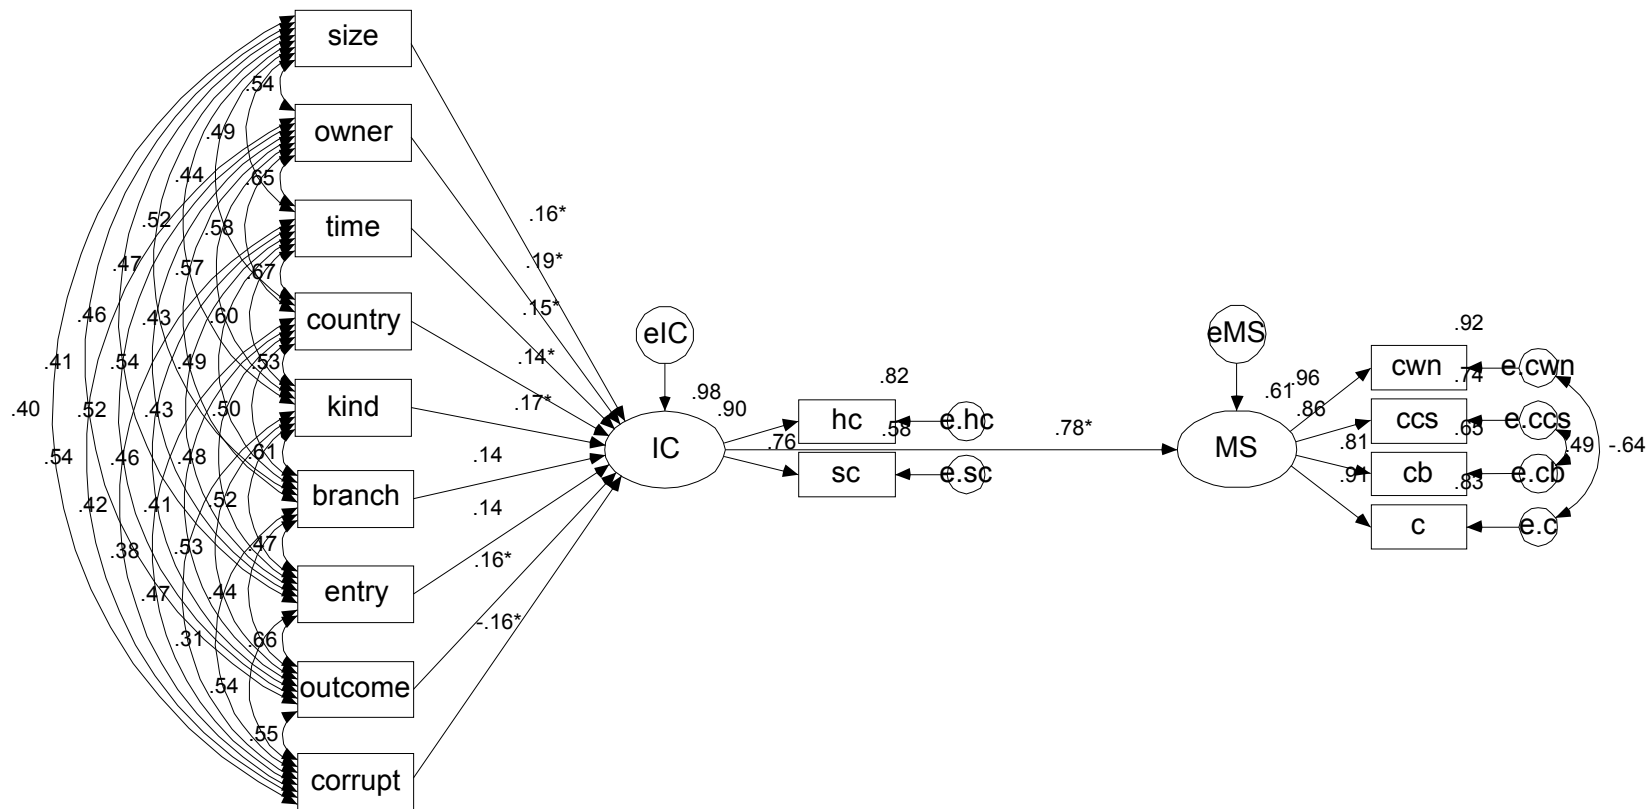 size
.54
owner
.49
.44
.65
time
.16*
.52
.58
.19*
.47
.57
.67
country
.15*
eIC
eMS
.92
.46
.43
.60
cwn
e.cwn
.41
.54
.49
.53
.14*
.82
.61
.96
.74
kind
.17*
.98
.90
hc
e.hc
.86
ccs
e.ccs
.40
.52
.43
.50
IC
.58
.78*
MS
.65
.49
-.64
.54
.46
.48
.61
.14
.76
sc
e.sc
.81
cb
e.cb
branch
.91
.83
.42
.41
.52
.14
c
e.c
.38
.53
.47
.16*
entry
.47
.44
-.16*
.31
.66
outcome
.54
.55
corrupt